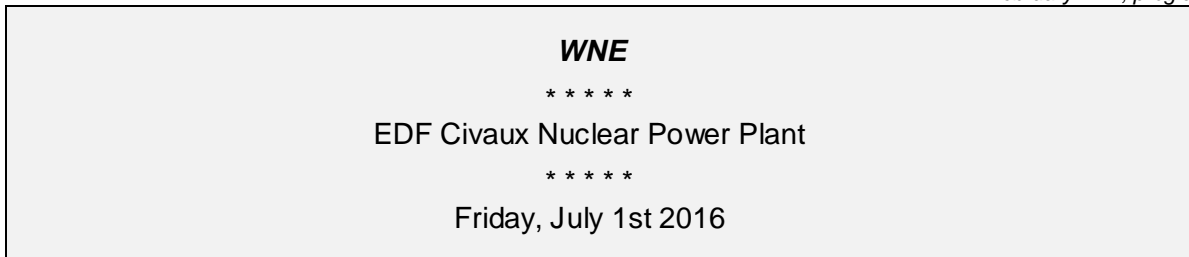 WNE
* * * * *
EDF Civaux Nuclear Power Plant
* * * * *
Friday, July 1st 2016